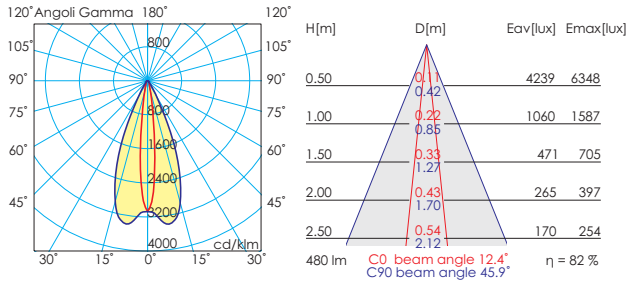 120° Angoli Gamma 180° 120°
105° 800 105°
90° 90°
800
75° 75°
1600
60° 60°
2400
45° 45°
3200
4000 cd/klm
30° 15° 0° 15° 30°
H[m] D[m] Eav[lux] Emax[lux]
0.50 0.11 4239 6348
0.42
1.00 0.22 1060 1587
0.85
1.50 0.33 471 705
1.27
2.00 0.43 265 397
1.70
2.50 0.54 170 254
2.12
480 lm C0 beam angle 12.4° η = 82 %
C90 beam angle 45.9°